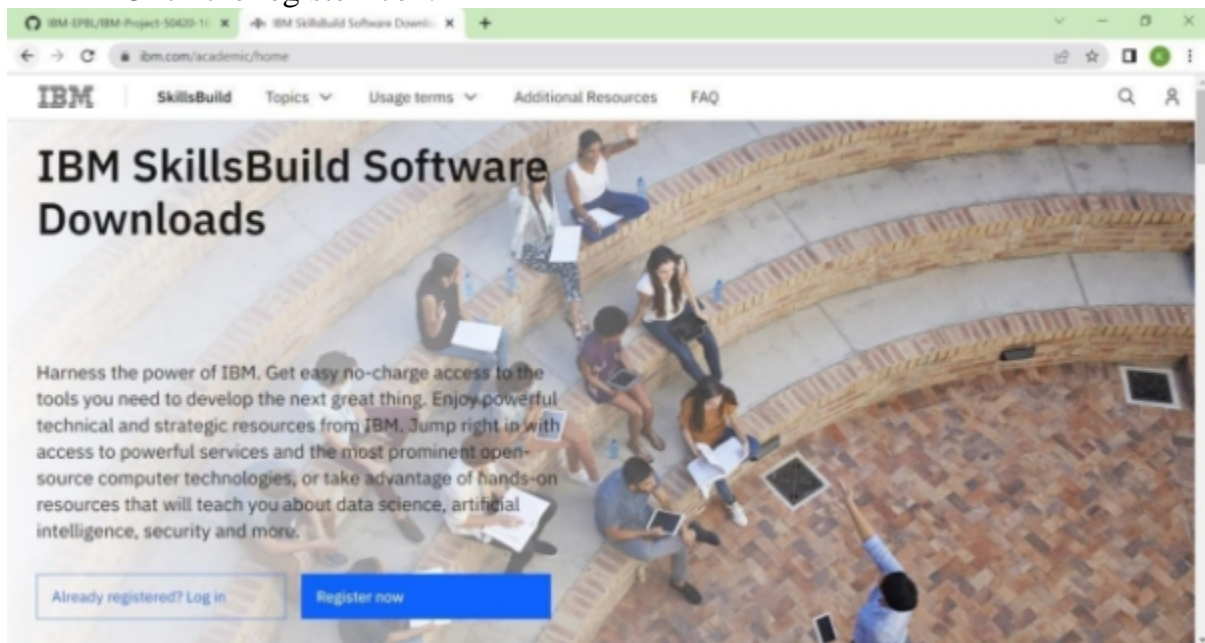 IBM-EPBL/IBM-Project-50420-1
IBM SkillsBuild Software Downlo
ibm.com/academic/home
IBM SkillsBuild Topics Usage terms Additional Resources FAQ
IBM SkillsBuild Software
Downloads
Harness the power of IBM. Get easy no-charge access to the
tools you need to develop the next great thing. Enjoy powerful
technical and strategic resources from IBM. Jump right in with
access to powerful services and the most prominent open-
source computer technologies, or take advantage of hands-on
resources that will teach you about data science, artificial
intelligence, security and more.
Already registered? Log in
Register now